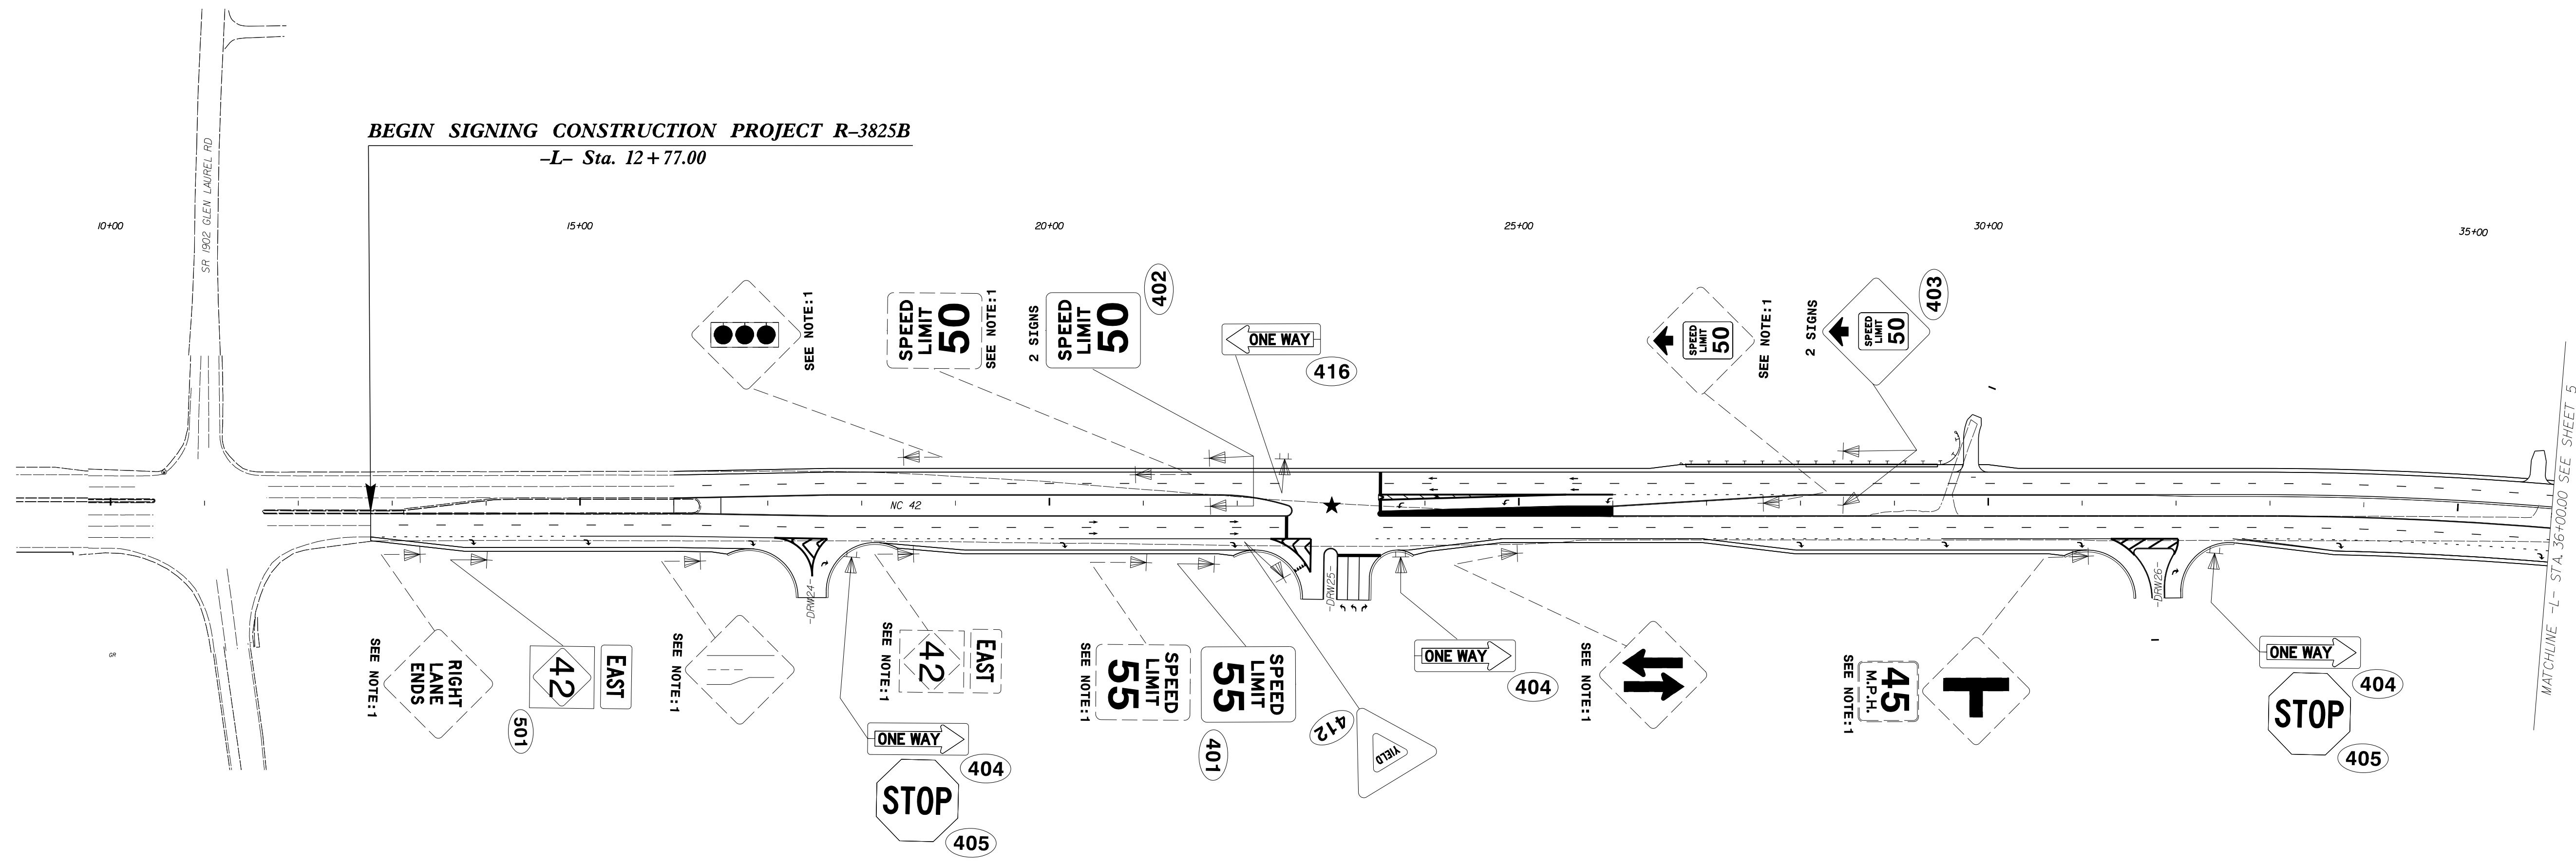 BEGIN SIGNING CONSTRUCTION PROJECT R-3825B
-L- Sta. 12+77.00
SR 1902 GLEN LAUREL RD
10+00
15+00
20+00
25+00
30+00
35+00
SEE NOTE:1
SPEED
LIMIT
50
SEE NOTE:1
2 SIGNS
SPEED
LIMIT
50
402
ONE WAY
416
SPEED
LIMIT
50
SEE NOTE:1
2 SIGNS
SPEED
LIMIT
50
403
NC 42
-DRW24-
-DRW25-
-DRW26-
MATCHLINE -L- STA. 36+00.00 SEE SHEET 5
GR
SEE NOTE:1
RIGHT
LANE
ENDS
EAST
42
501
SEE NOTE:1
SEE NOTE:1
EAST
42
ONE WAY
404
STOP
405
SEE NOTE:1
SPEED
LIMIT
55
SPEED
LIMIT
55
401
412
YIELD
ONE WAY
404
SEE NOTE:1
SEE NOTE:1
45
M.P.H.
ONE WAY
404
STOP
405